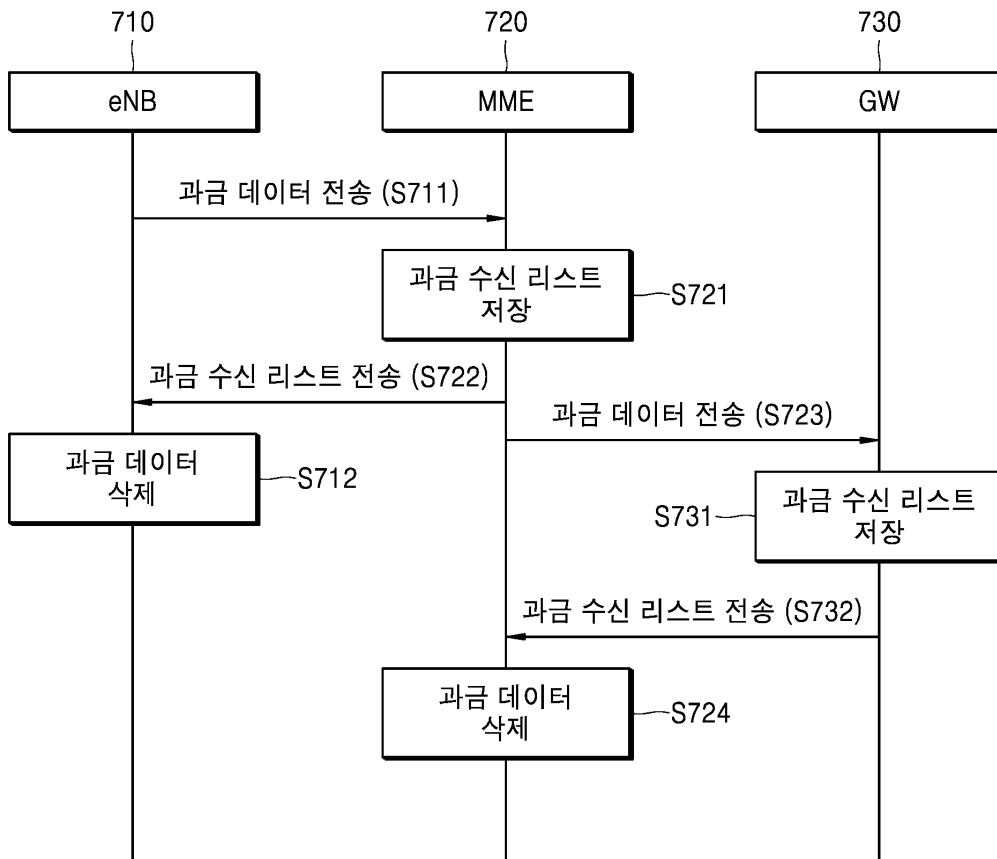 710
720
730
eNB
MME
GW
과금 데이터 전송 (S711)
과금 수신 리스트
저장
S721
과금 수신 리스트 전송 (S722)
과금 데이터 전송 (S723)
과금 데이터
삭제
S712
S731
과금 수신 리스트
저장
과금 수신 리스트 전송 (S732)
과금 데이터
삭제
S724